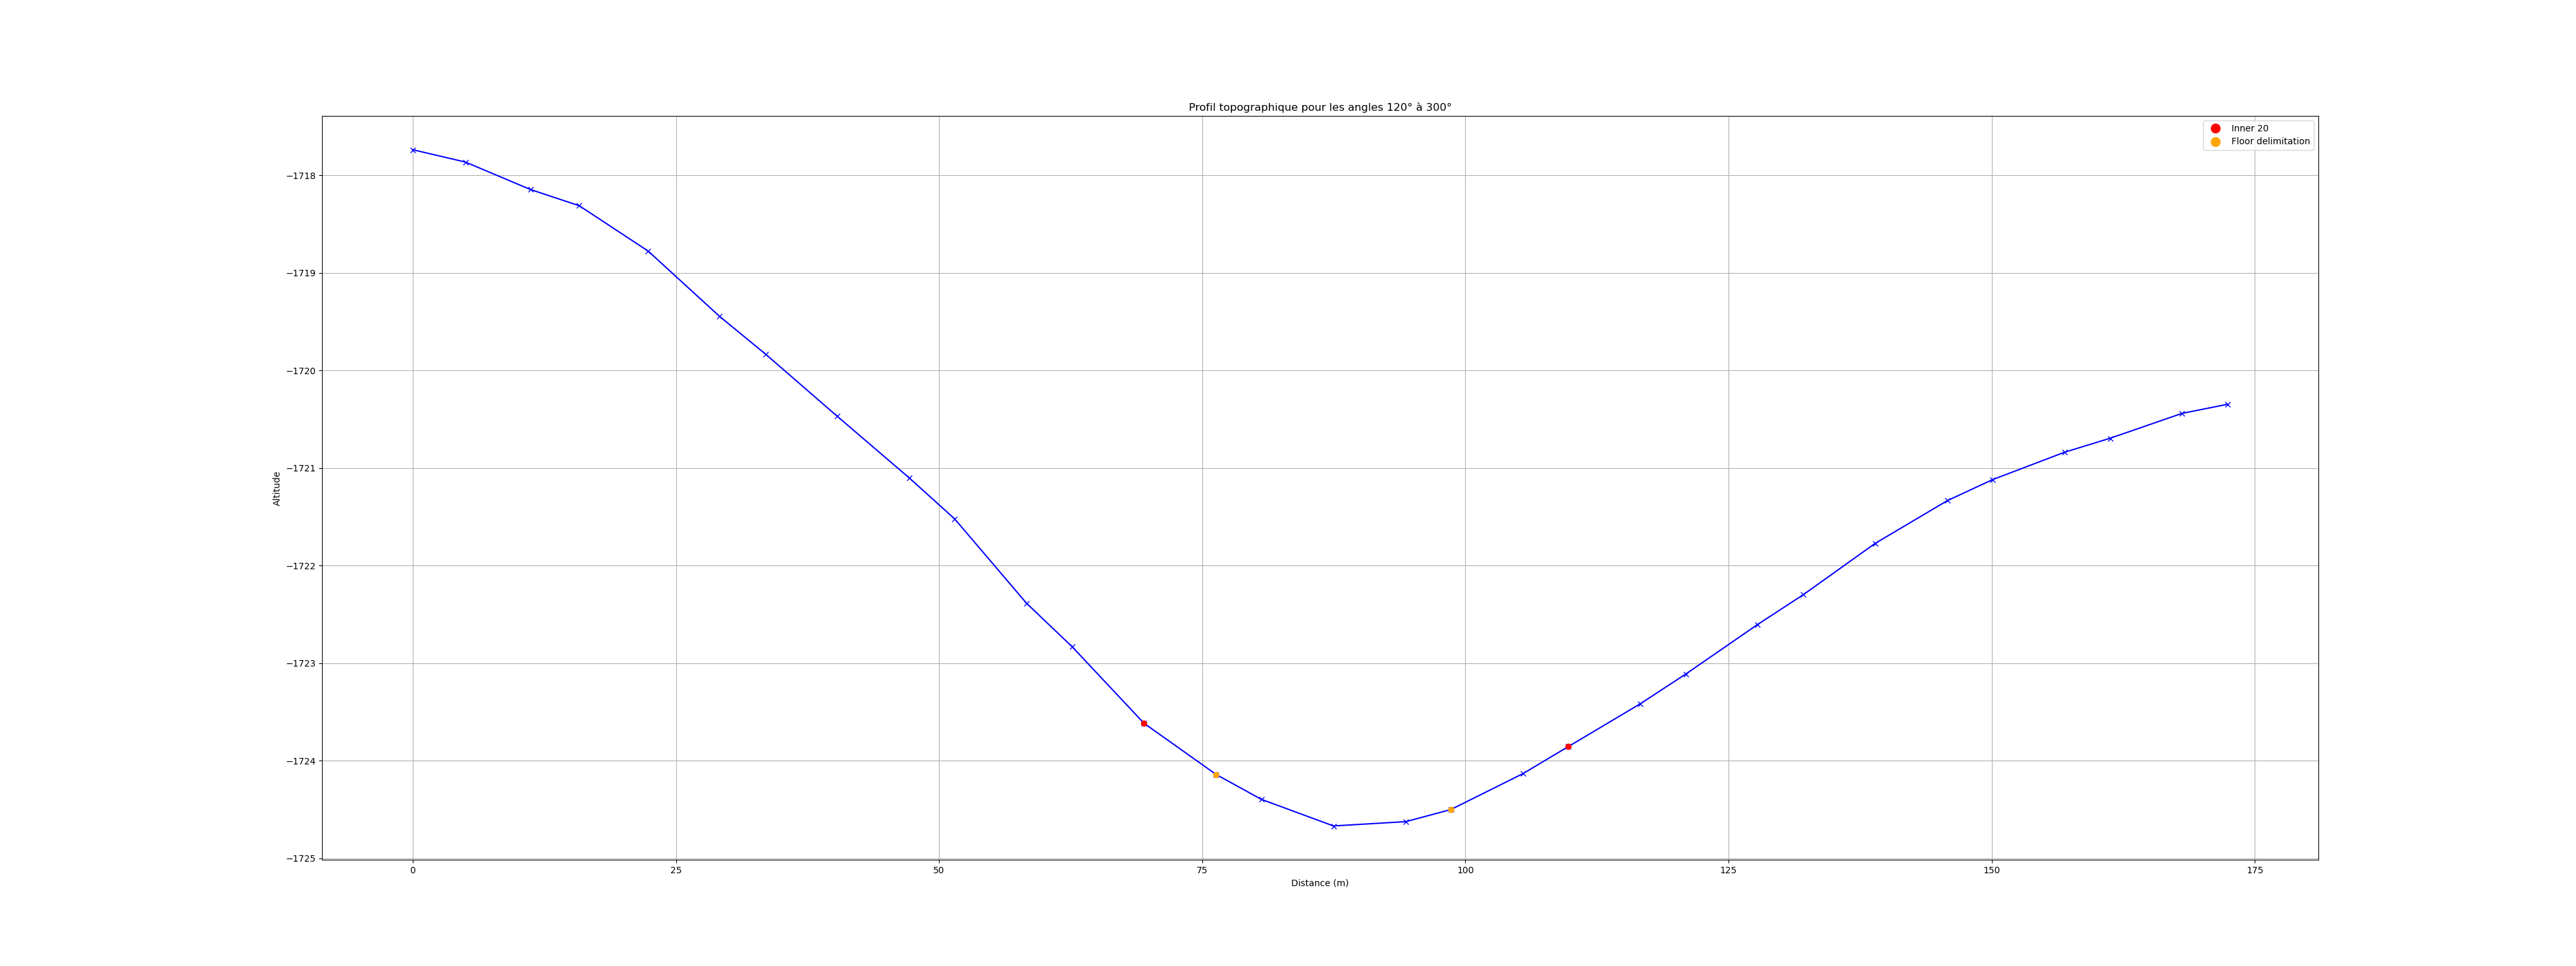 Profil topographique pour les angles 120° à 300°
Inner 20
Floor delimitation
−1718
−1719
−1720
−1721
−1722
−1723
−1724
−1725
Altitude
0 25 50 75 100 125 150 175
Distance (m)